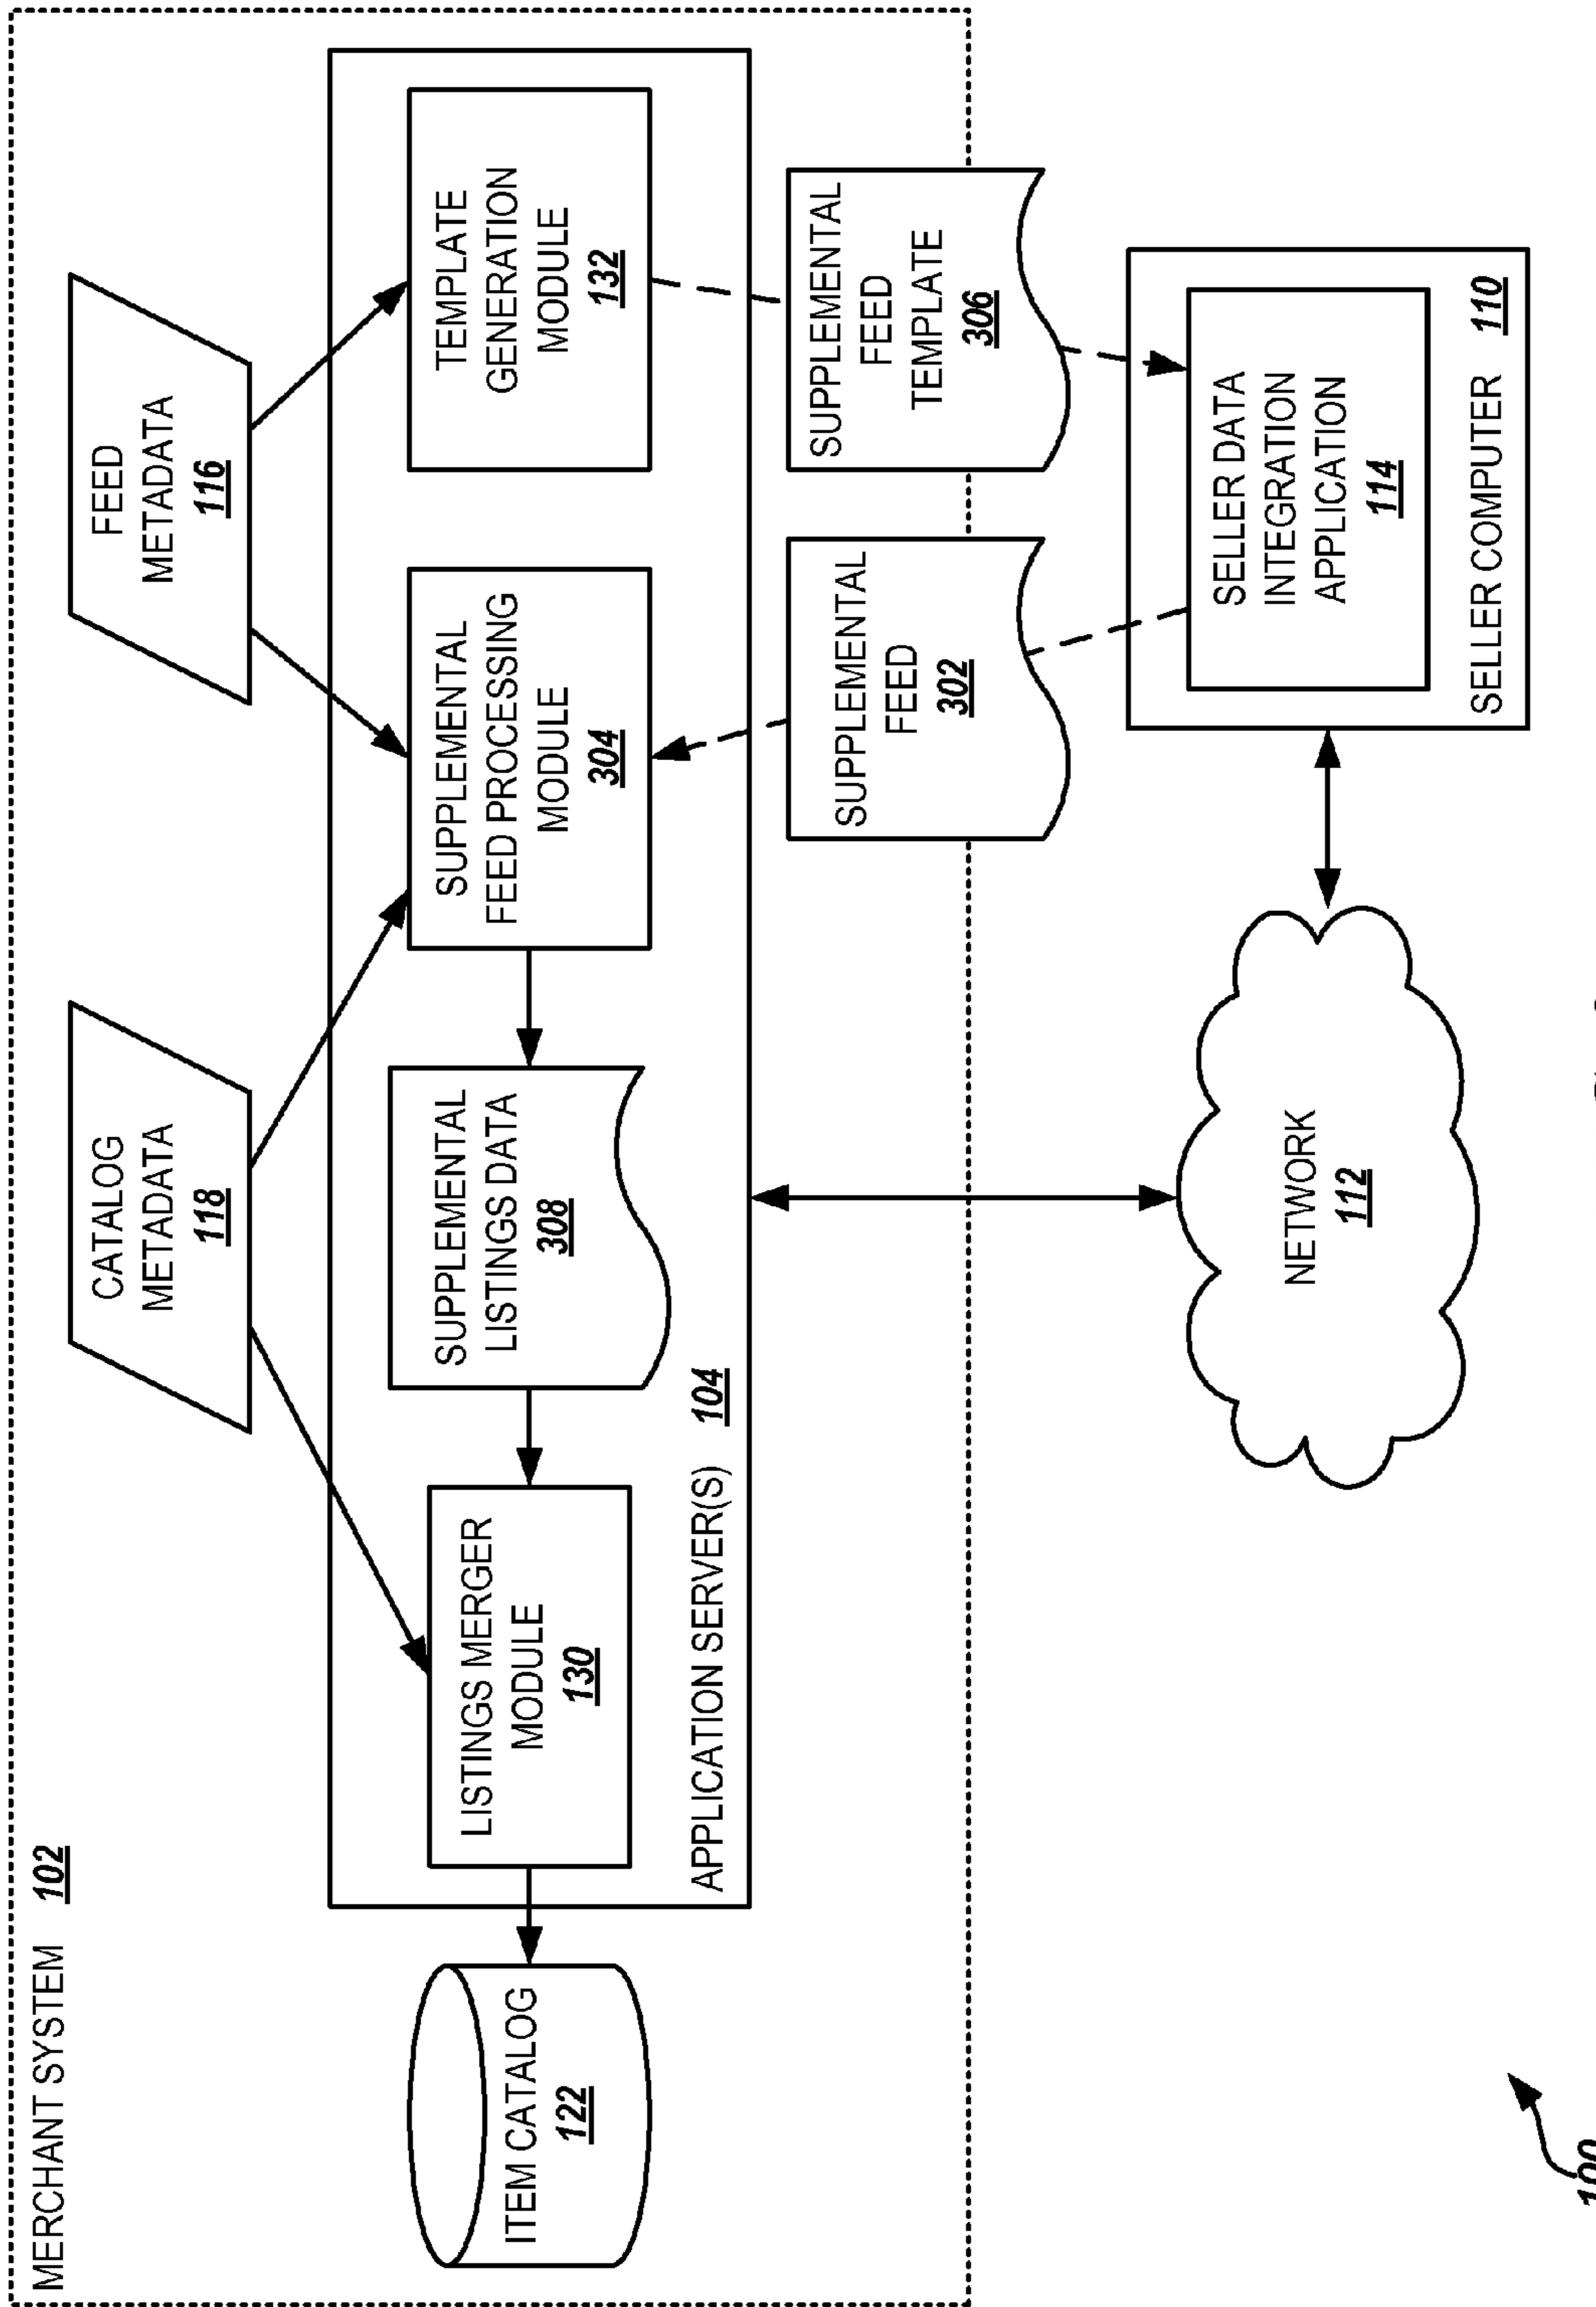 MERCHANT SYSTEM 102
CATALOG
METADATA
118
FEED
METADATA
116
ITEM CATALOG
122
LISTINGS MERGER
MODULE
130
SUPPLEMENTAL
LISTINGS DATA
308
SUPPLEMENTAL
FEED PROCESSING
MODULE
304
TEMPLATE
GENERATION
MODULE
132
APPLICATION SERVER(S) 104
SUPPLEMENTAL
FEED
302
SUPPLEMENTAL
FEED
TEMPLATE
306
NETWORK
112
SELLER DATA
INTEGRATION
APPLICATION
114
SELLER COMPUTER 110
100